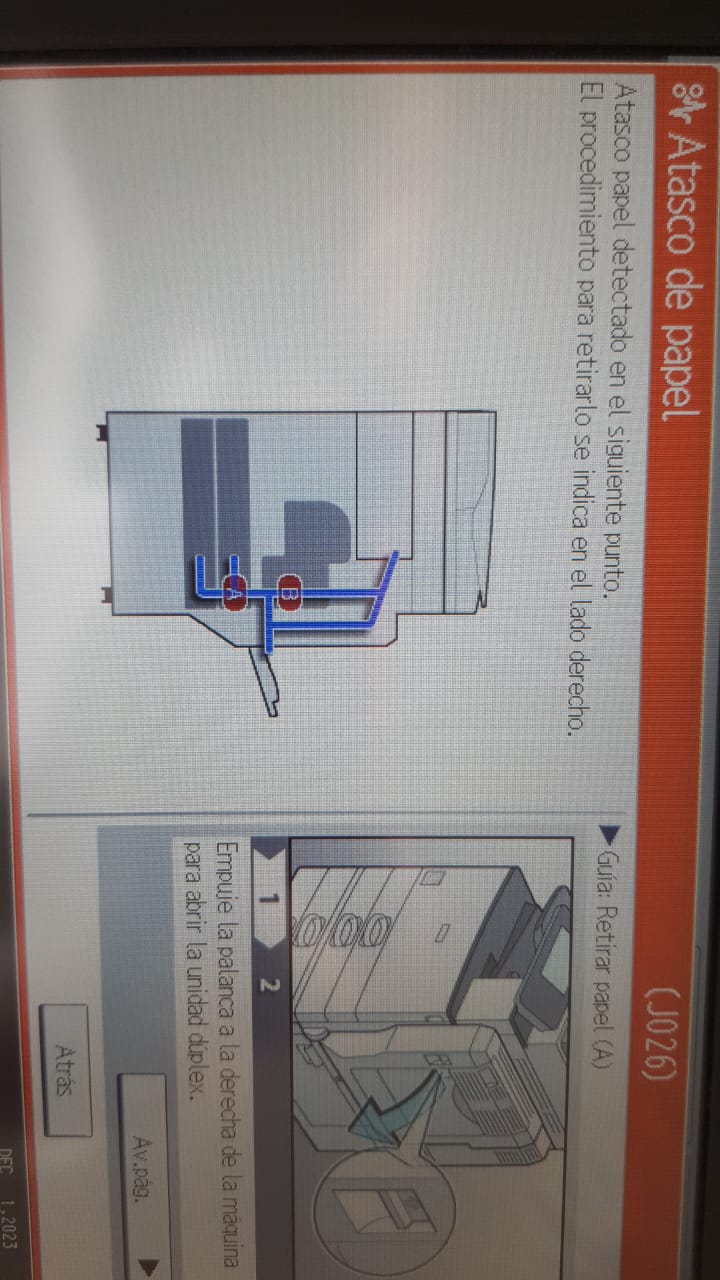 Atasco de papel
(J026)
Atasco papel detectado en el siguiente punto.
El procedimiento para retirarlo se indica en el lado derecho.
B
A
▶Guía: Retirar papel (A)
1 2
Empuje la palanca a la derecha de la máquina
para abrir la unidad dúplex.
Av.pág. ▶
Atrás
DEC 1,2023